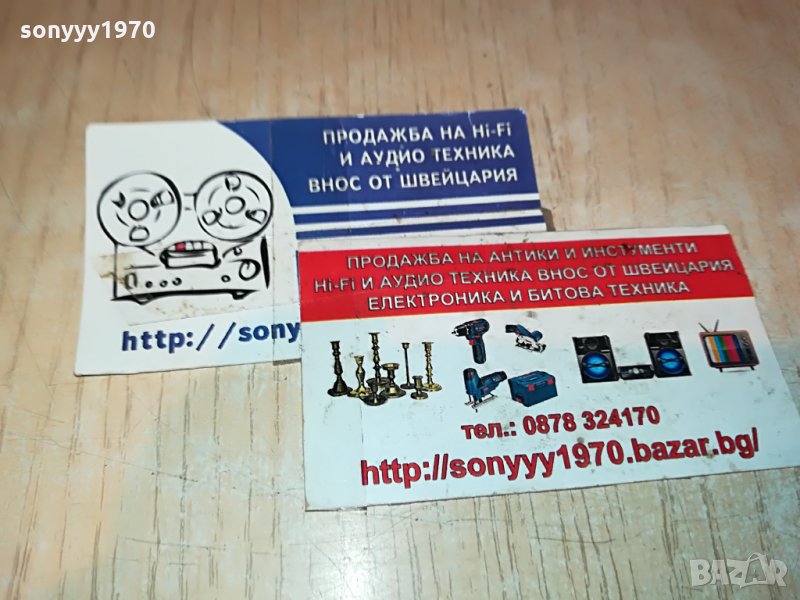 sonyyy1970
ПРОДАЖБА НА Hi-Fi
И АУДИО ТЕХНИКА
ВНОС ОТ ШВЕЙЦАРИЯ
http://sony
ПРОДАЖБА НА АНТИКИ И ИНСТУМЕНТИ
Hi-Fi И АУДИО ТЕХНИКА ВНОС ОТ ШВЕЙЦАРИЯ
ЕЛЕКТРОНИКА И БИТОВА ТЕХНИКА
тел.: 0878 324170
http://sonyyy1970.bazar.bg/
BAZAR